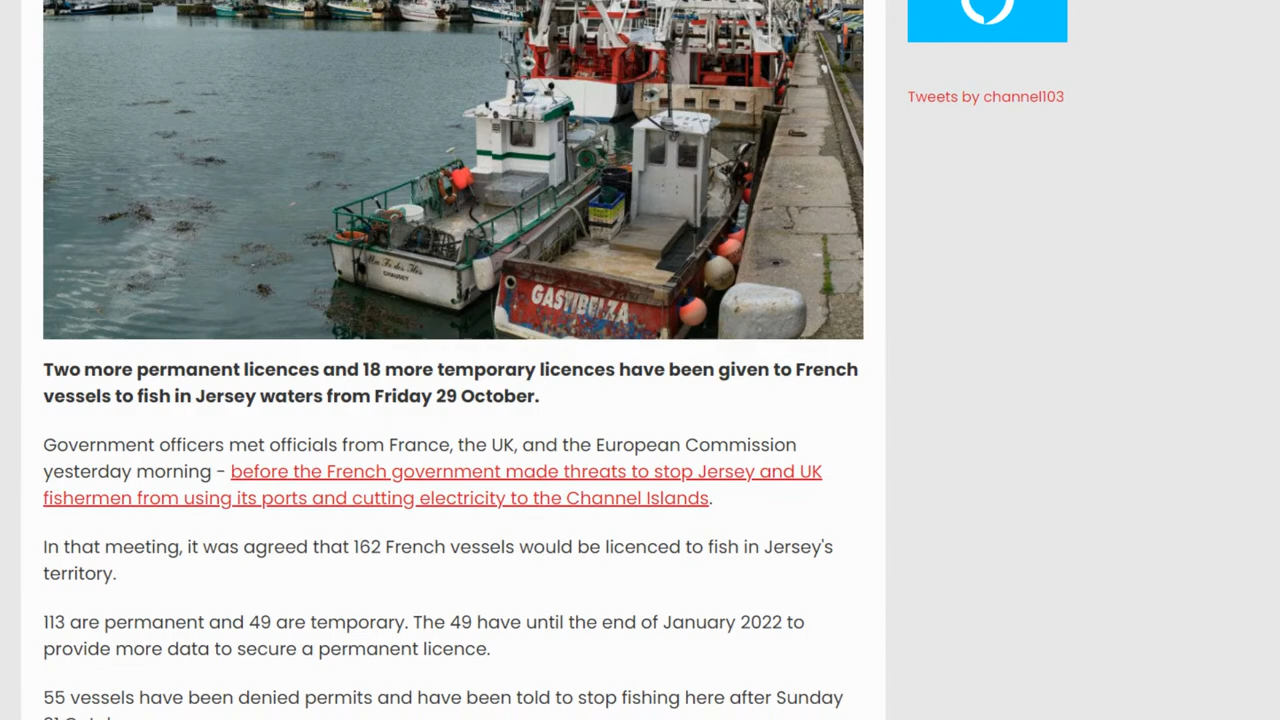 Tweets by channel103
Ma Fe des Iles
CHAUSEY
GASTIBELZA
Two more permanent licences and 18 more temporary licences have been given to French
vessels to fish in Jersey waters from Friday 29 October.
Government officers met officials from France, the UK, and the European Commission
yesterday morning - before the French government made threats to stop Jersey and UK
fishermen from using its ports and cutting electricity to the Channel Islands.
In that meeting, it was agreed that 162 French vessels would be licenced to fish in Jersey's
territory.
113 are permanent and 49 are temporary. The 49 have until the end of January 2022 to
provide more data to secure a permanent licence.
55 vessels have been denied permits and have been told to stop fishing here after Sunday